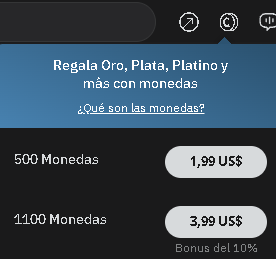 Regala Oro, Plata, Platino y
más con monedas
¿Qué son las monedas?
500 Monedas
1,99 US$
1100 Monedas
3,99 US$
Bonus del 10%